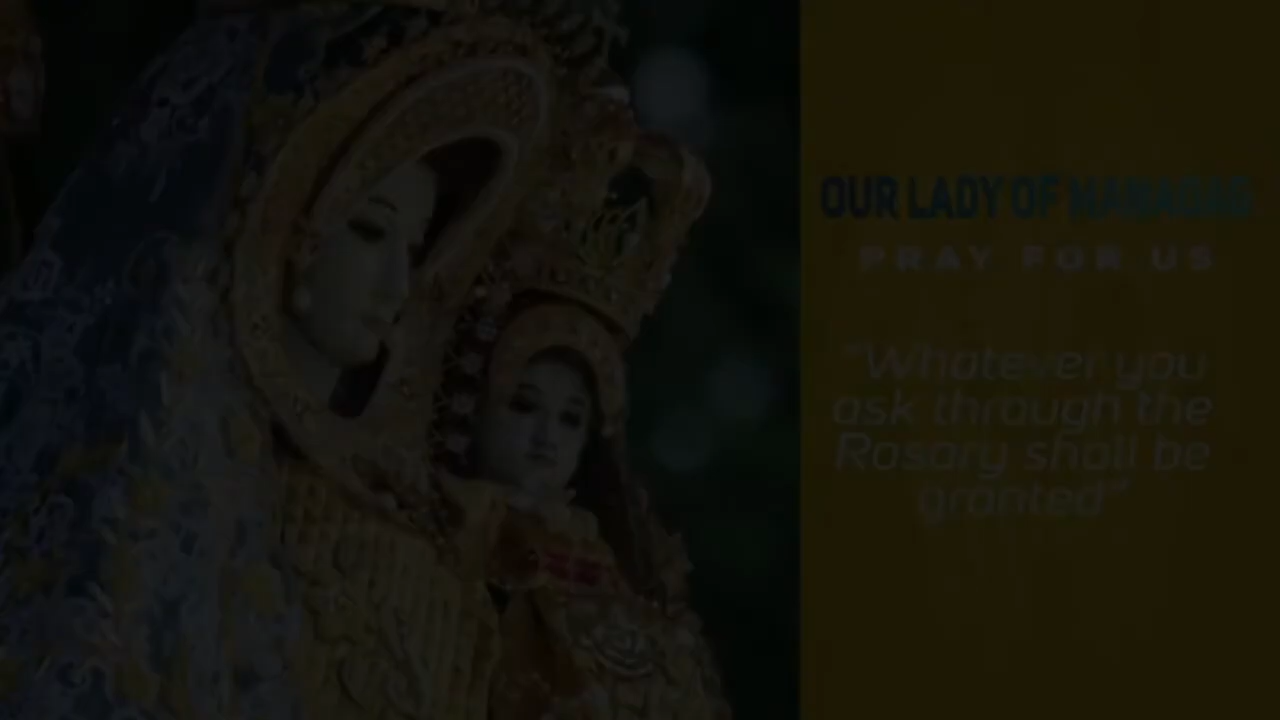 OUR LADY OF MANAOAG
PRAY FOR US
"Whatever you
ask through the
Rosary shall be
granted"